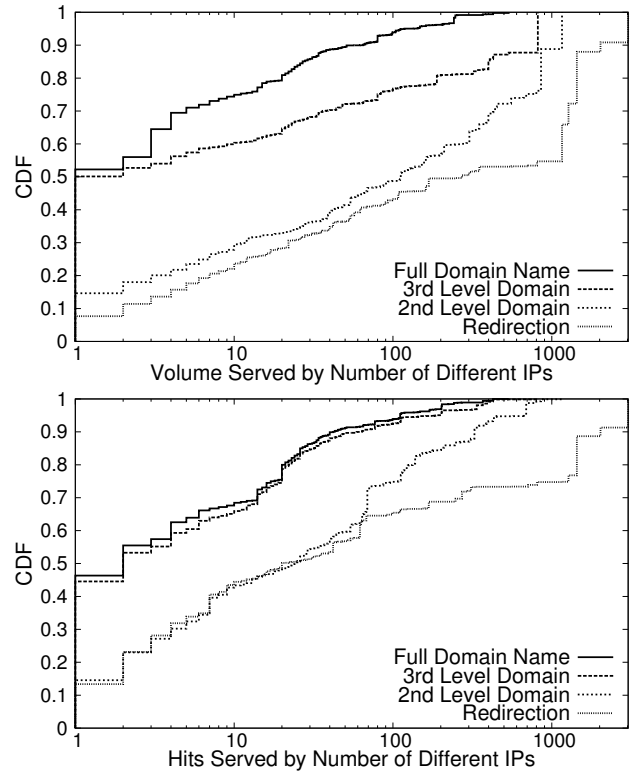 1
0.9
0.8
0.7
0.6
0.5
0.4
0.3
0.2
0.1
0
CDF
Full Domain Name
3rd Level Domain
2nd Level Domain
Redirection
1 10 100 1000
Volume Served by Number of Different IPs
1
0.9
0.8
0.7
0.6
0.5
0.4
0.3
0.2
0.1
0
CDF
Full Domain Name
3rd Level Domain
2nd Level Domain
Redirection
1 10 100 1000
Hits Served by Number of Different IPs